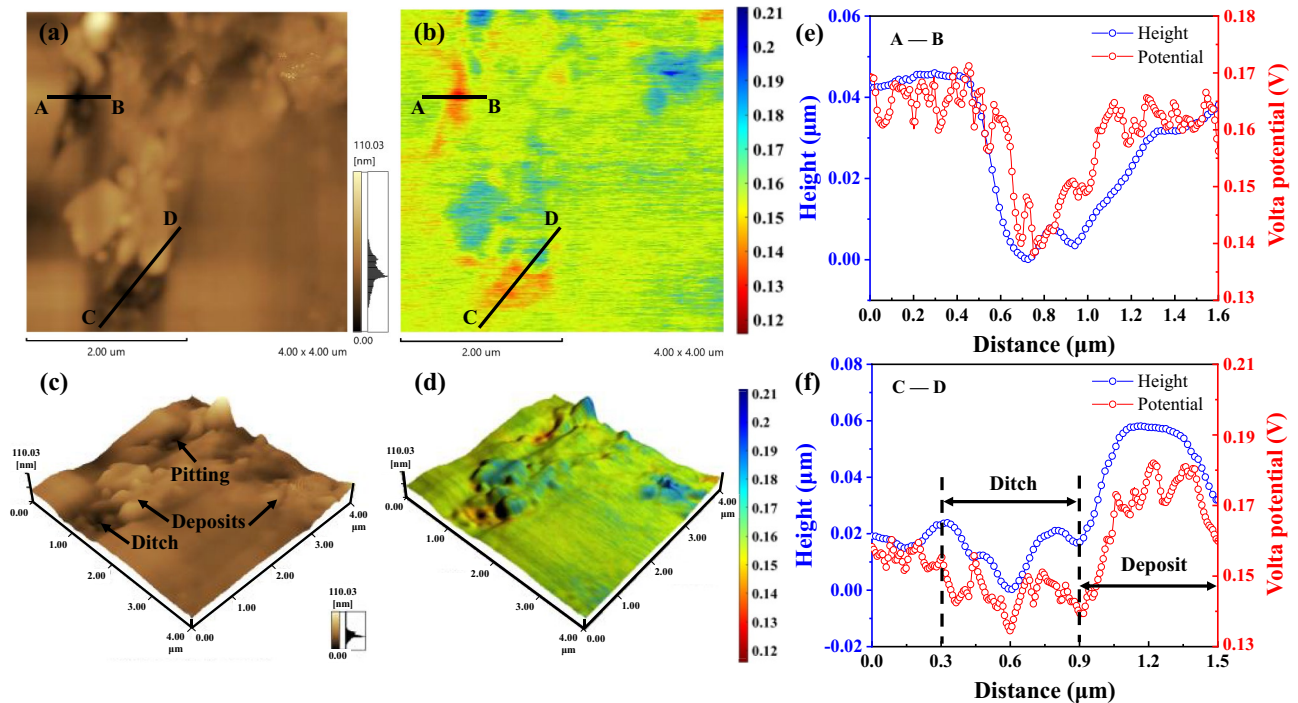 (a)
A
B
D
C
110.03
[nm]
0.00
2.00 um
4.00 x 4.00 um
(b)
A
B
D
C
2.00 um
4.00 x 4.00 um
0.21
0.2
0.19
0.18
0.17
0.16
0.15
0.14
0.13
0.12
(c)
110.03
[nm]
0.00
1.00
2.00
3.00
4.00
μm
0.00
1.00
2.00
3.00
4.00
μm
Pitting
Deposits
Ditch
110.03
[nm]
0.00
(d)
110.03
[nm]
0.00
1.00
2.00
3.00
4.00
μm
0.00
1.00
2.00
3.00
4.00
μm
0.21
0.20
0.19
0.18
0.17
0.16
0.15
0.14
0.13
0.12
(e)
A — B
Height
Potential
Height (μm)
0.06
0.04
0.02
0.00
Volta potential (V)
0.18
0.17
0.16
0.15
0.14
0.13
0.0 0.2 0.4 0.6 0.8 1.0 1.2 1.4 1.6
Distance (μm)
(f)
C — D
Height
Potential
Ditch
Deposit
Height (μm)
0.08
0.06
0.04
0.02
0.00
-0.02
Volta potential (V)
0.21
0.19
0.17
0.15
0.13
0.0 0.3 0.6 0.9 1.2 1.5
Distance (μm)